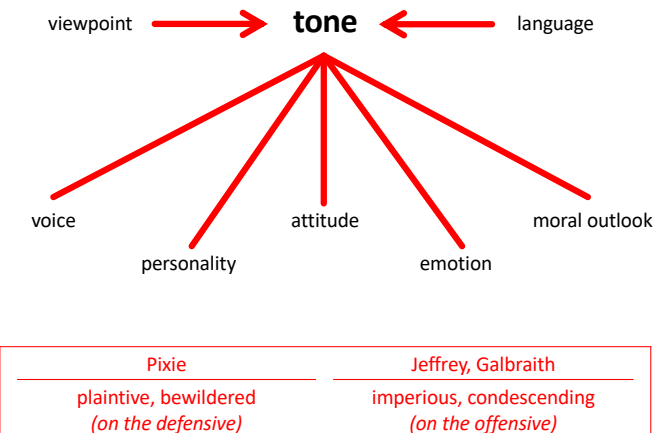 viewpoint tone language
voice attitude moral outlook
personality emotion
Pixie Jeffrey, Galbraith
plaintive, bewildered imperious, condescending
(on the defensive) (on the offensive)